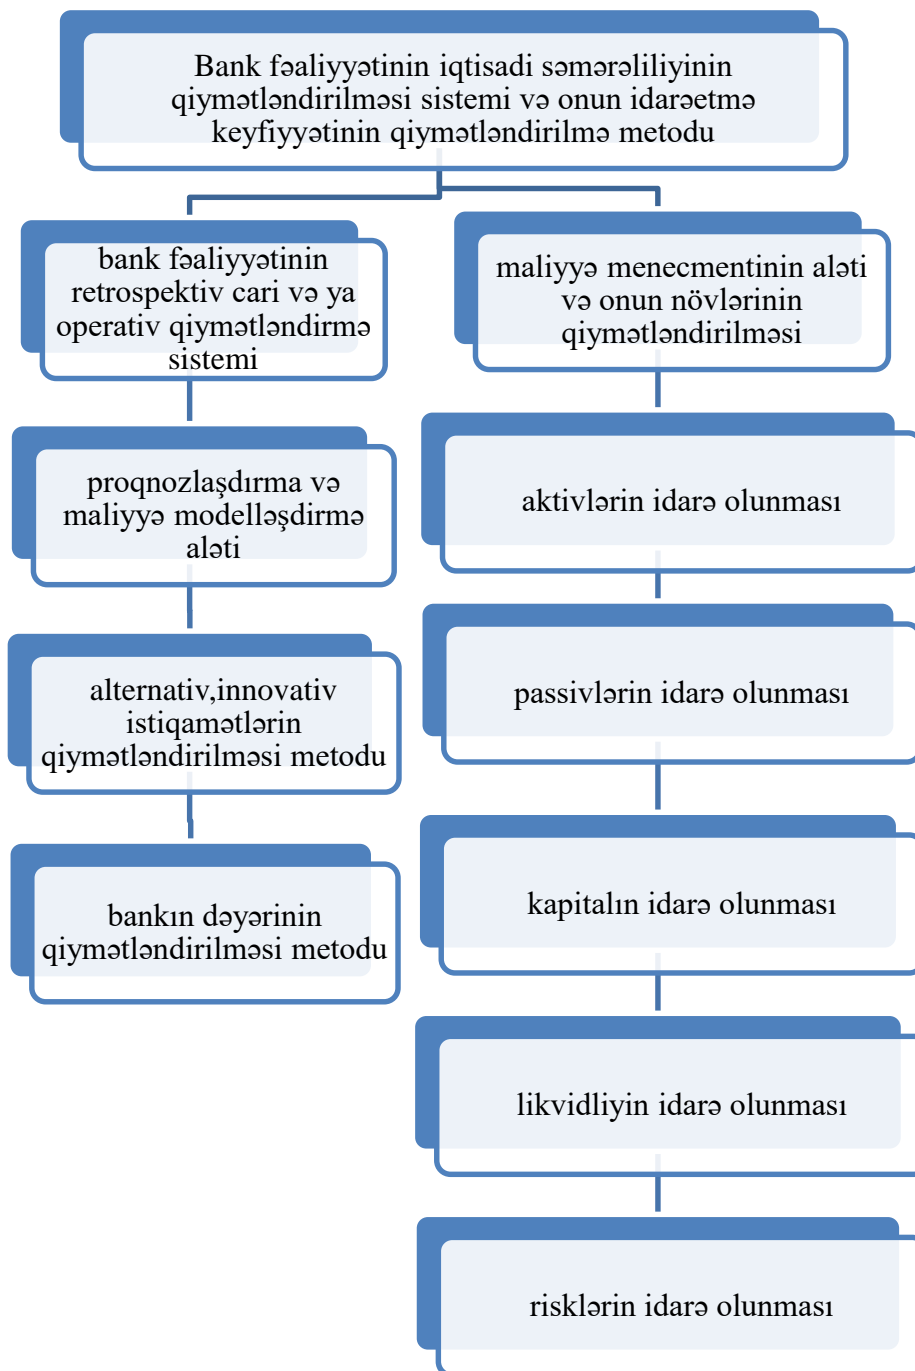 Bank fəaliyyətinin iqtisadi səmərəliliyinin
qiymətləndirilməsi sistemi və onun idarəetmə
keyfiyyətinin qiymətləndirilmə metodu
bank fəaliyyətinin
retrospektiv cari və ya
operativ qiymətləndirmə
sistemi
proqnozlaşdırma və
maliyyə modelləşdirmə
aləti
alternativ,innovativ
istiqamətlərin
qiymətləndirilməsi metodu
bankın dəyərinin
qiymətləndirilməsi metodu
maliyyə menecmentinin aləti
və onun növlərinin
qiymətləndirilməsi
aktivlərin idarə olunması
passivlərin idarə olunması
kapitalın idarə olunması
likvidliyin idarə olunması
risklərin idarə olunması